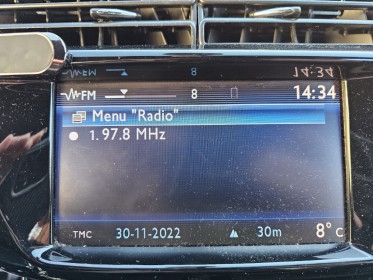 FM 8 14:34
Menu "Radio"
1. 97.8 MHz
TMC 30-11-2022 30m 8°C